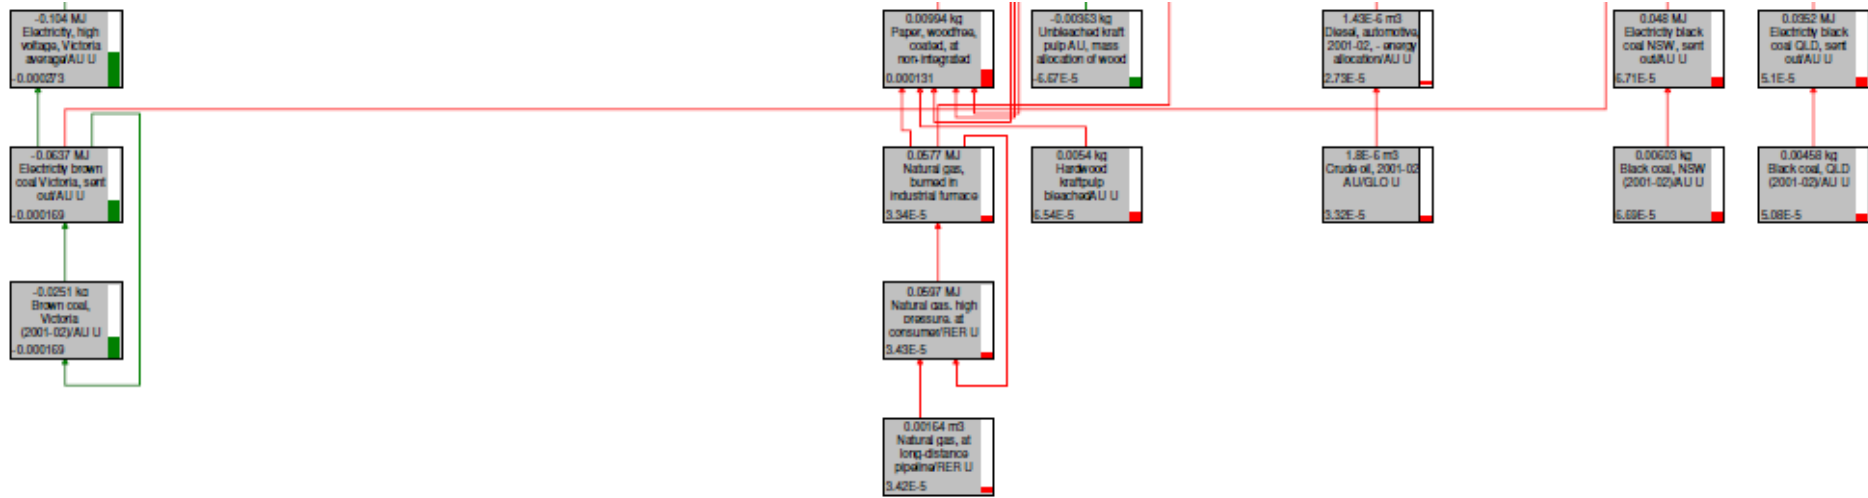 -0.104 MJ
Electricity, high
voltage, Victoria
average/AU U
-0.000273
0.00994 kg
Paper, woodfree,
coated, at
non-integrated
0.000131
-0.00363 kg
Unbleached kraft
pulp AU, mass
allocation of wood
-6.67E-5
1.43E-6 m3
Diesel, automotive,
2001-02, - energy
allocation/AU U
2.73E-5
0.048 MJ
Electricity black
coal NSW, sent
out/AU U
6.71E-5
0.0352 MJ
Electricity black
coal QLD, sent
out/AU U
5.1E-5
-0.0637 MJ
Electricity brown
coal Victoria, sent
out/AU U
-0.000169
0.0577 MJ
Natural gas,
burned in
industrial furnace
3.34E-5
0.0054 kg
Hardwood
kraftpulp
bleached/AU U
6.54E-5
1.8E-6 m3
Crude oil, 2001-02
AU/GLO U
3.32E-5
0.00603 kg
Black coal, NSW
(2001-02)/AU U
6.69E-5
0.00458 kg
Black coal, QLD
(2001-02)/AU U
5.08E-5
-0.0251 kg
Brown coal,
Victoria
(2001-02)/AU U
-0.000169
0.0597 MJ
Natural gas, high
pressure, at
consumer/RER U
3.43E-5
0.00164 m3
Natural gas, at
long-distance
pipeline/RER U
3.42E-5